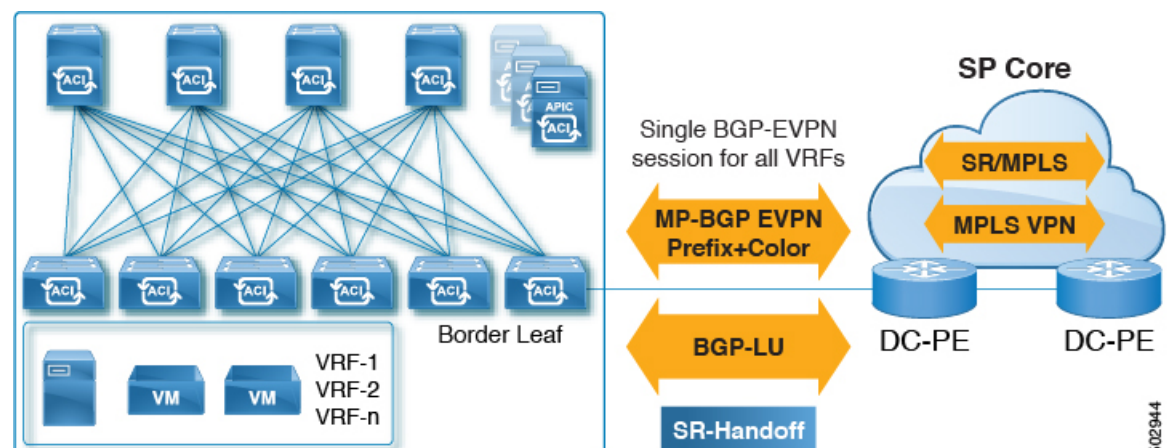 ACI ACI ACI ACI ACI
APIC
ACI
SP Core
Single BGP-EVPN
session for all VRFs
SR/MPLS
MP-BGP EVPN
Prefix+Color
MPLS VPN
ACI ACI ACI ACI ACI ACI
Border Leaf
DC-PE DC-PE
BGP-LU
VRF-1
VRF-2
VRF-n
VM VM
SR-Handoff